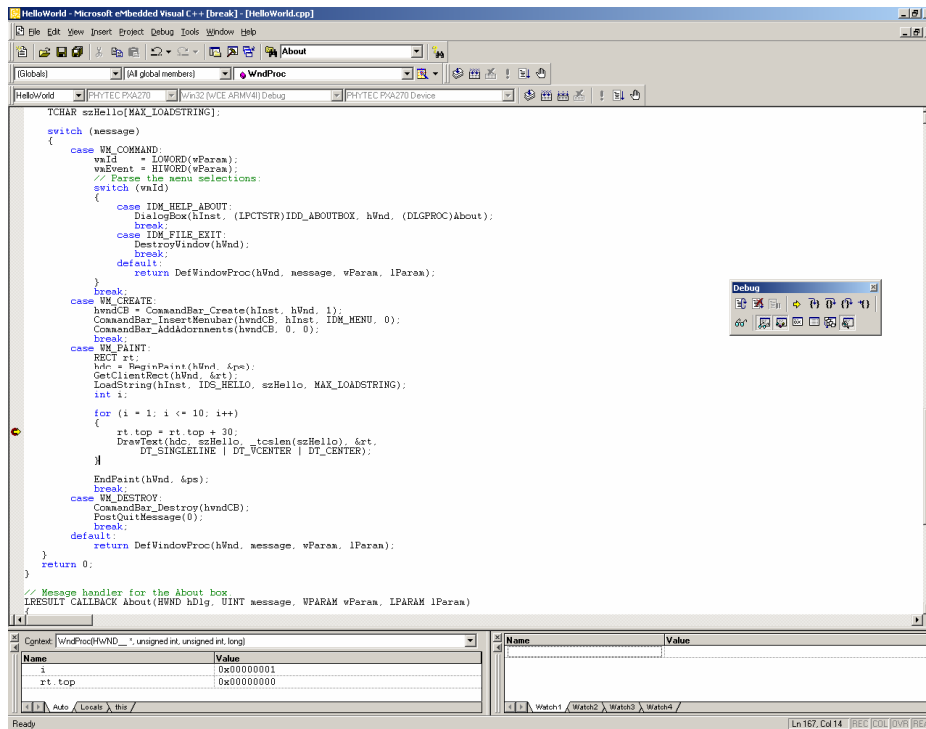 HelloWorld - Microsoft eMbedded Visual C++ [break] - [HelloWorld.cpp]
File Edit View Insert Project Debug Tools Window Help
About
(Globals) (All global members) WndProc
HelloWorld PHYTEC PXA270 Win32 (WCE ARMV4I) Debug PHYTEC PXA270 Device
TCHAR szHello[MAX_LOADSTRING];
switch (message)
{
case WM_COMMAND:
wmId = LOWORD(wParam);
wmEvent = HIWORD(wParam);
// Parse the menu selections:
switch (wmId)
{
case IDM_HELP_ABOUT:
DialogBox(hInst, (LPCTSTR)IDD_ABOUTBOX, hWnd, (DLGPROC)About);
break;
case IDM_FILE_EXIT:
DestroyWindow(hWnd);
break;
default:
return DefWindowProc(hWnd, message, wParam, lParam);
}
break;
case WM_CREATE:
hwndCB = CommandBar_Create(hInst, hWnd, 1);
CommandBar_InsertMenubar(hwndCB, hInst, IDM_MENU, 0);
CommandBar_AddAdornments(hwndCB, 0, 0);
break;
case WM_PAINT:
RECT rt;
hdc = BeginPaint(hWnd, &ps);
GetClientRect(hWnd, &rt);
LoadString(hInst, IDS_HELLO, szHello, MAX_LOADSTRING);
int i;
for (i = 1; i <= 10; i++)
{
rt.top = rt.top + 30;
DrawText(hdc, szHello, _tcslen(szHello), &rt,
DT_SINGLELINE | DT_VCENTER | DT_CENTER);
}
EndPaint(hWnd, &ps);
break;
case WM_DESTROY:
CommandBar_Destroy(hwndCB);
PostQuitMessage(0);
break;
default:
return DefWindowProc(hWnd, message, wParam, lParam);
}
return 0;
}
// Mesage handler for the About box.
LRESULT CALLBACK About(HWND hDlg, UINT message, WPARAM wParam, LPARAM lParam)
{
Debug
Context: WndProc(HWND__ *, unsigned int, unsigned int, long)
Name Value
i 0x00000001
rt.top 0x00000000
Auto Locals this
Name Value
Watch1 Watch2 Watch3 Watch4
Ready
Ln 167, Col 14 REC COL OVR REA